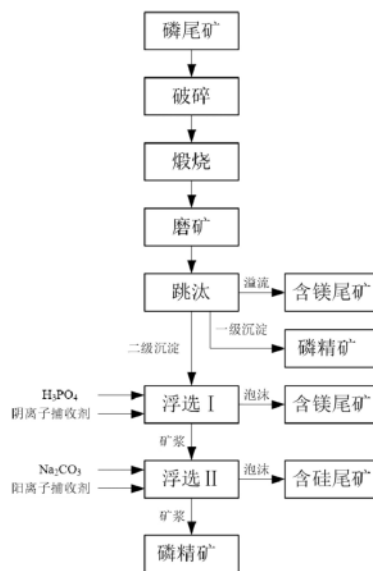 磷尾矿
破碎
煅烧
磨矿
跳汰
溢流
含镁尾矿
一级沉淀
磷精矿
二级沉淀
H₃PO₄
阴离子捕收剂
浮选Ⅰ
泡沫
含镁尾矿
矿浆
Na₂CO₃
阳离子捕收剂
浮选Ⅱ
泡沫
含硅尾矿
矿浆
磷精矿